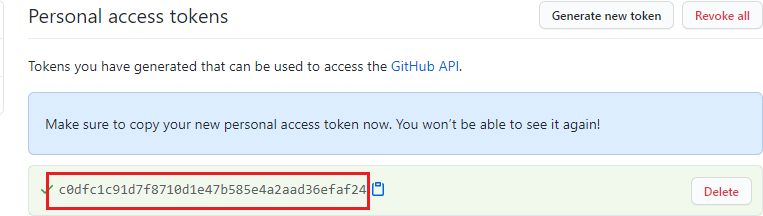 Personal access tokens
Generate new token
Revoke all
Tokens you have generated that can be used to access the GitHub API.
Make sure to copy your new personal access token now. You won't be able to see it again!
c0dfc1c91d7f8710d1e47b585e4a2aad36efaf24
Delete